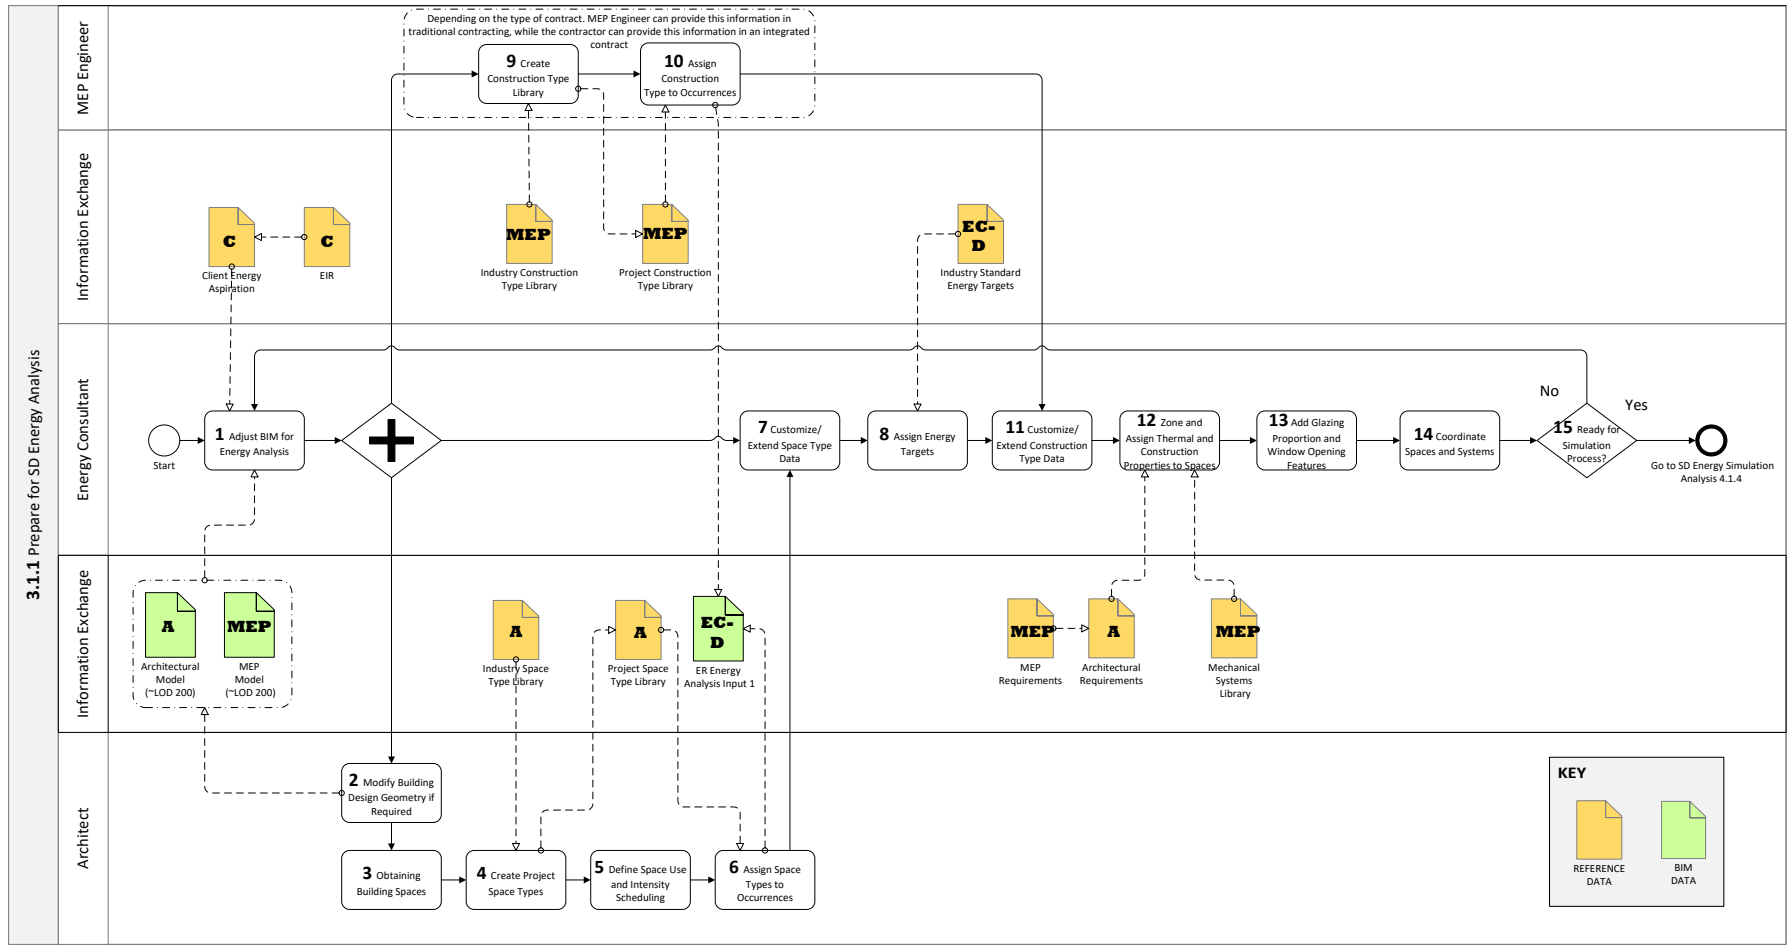 3.1.1 Prepare for SD Energy Analysis
MEP Engineer
Depending on the type of contract. MEP Engineer can provide this information in
traditional contracting, while the contractor can provide this information in an integrated
contract
9 Create
Construction Type
Library
10 Assign
Construction
Type to Occurrences
Information Exchange
C
Client Energy
Aspiration
C
EIR
MEP
Industry Construction
Type Library
MEP
Project Construction
Type Library
EC-
D
Industry Standard
Energy Targets
Energy Consultant
Start
1 Adjust BIM for
Energy Analysis
7 Customize/
Extend Space Type
Data
8 Assign Energy
Targets
11 Customize/
Extend Construction
Type Data
12 Zone and
Assign Thermal and
Construction
Properties to Spaces
13 Add Glazing
Proportion and
Window Opening
Features
14 Coordinate
Spaces and Systems
No
Yes
15 Ready for
Simulation
Process?
Go to SD Energy Simulation
Analysis 4.1.4
Information Exchange
A
Architectural
Model
(~LOD 200)
MEP
MEP
Model
(~LOD 200)
A
Industry Space
Type Library
A
Project Space
Type Library
EC-
D
ER Energy
Analysis Input 1
MEP
MEP
Requirements
A
Architectural
Requirements
MEP
Mechanical
Systems
Library
Architect
2 Modify Building
Design Geometry if
Required
3 Obtaining
Building Spaces
4 Create Project
Space Types
5 Define Space Use
and Intensity
Scheduling
6 Assign Space
Types to
Occurrences
KEY
REFERENCE
DATA
BIM
DATA